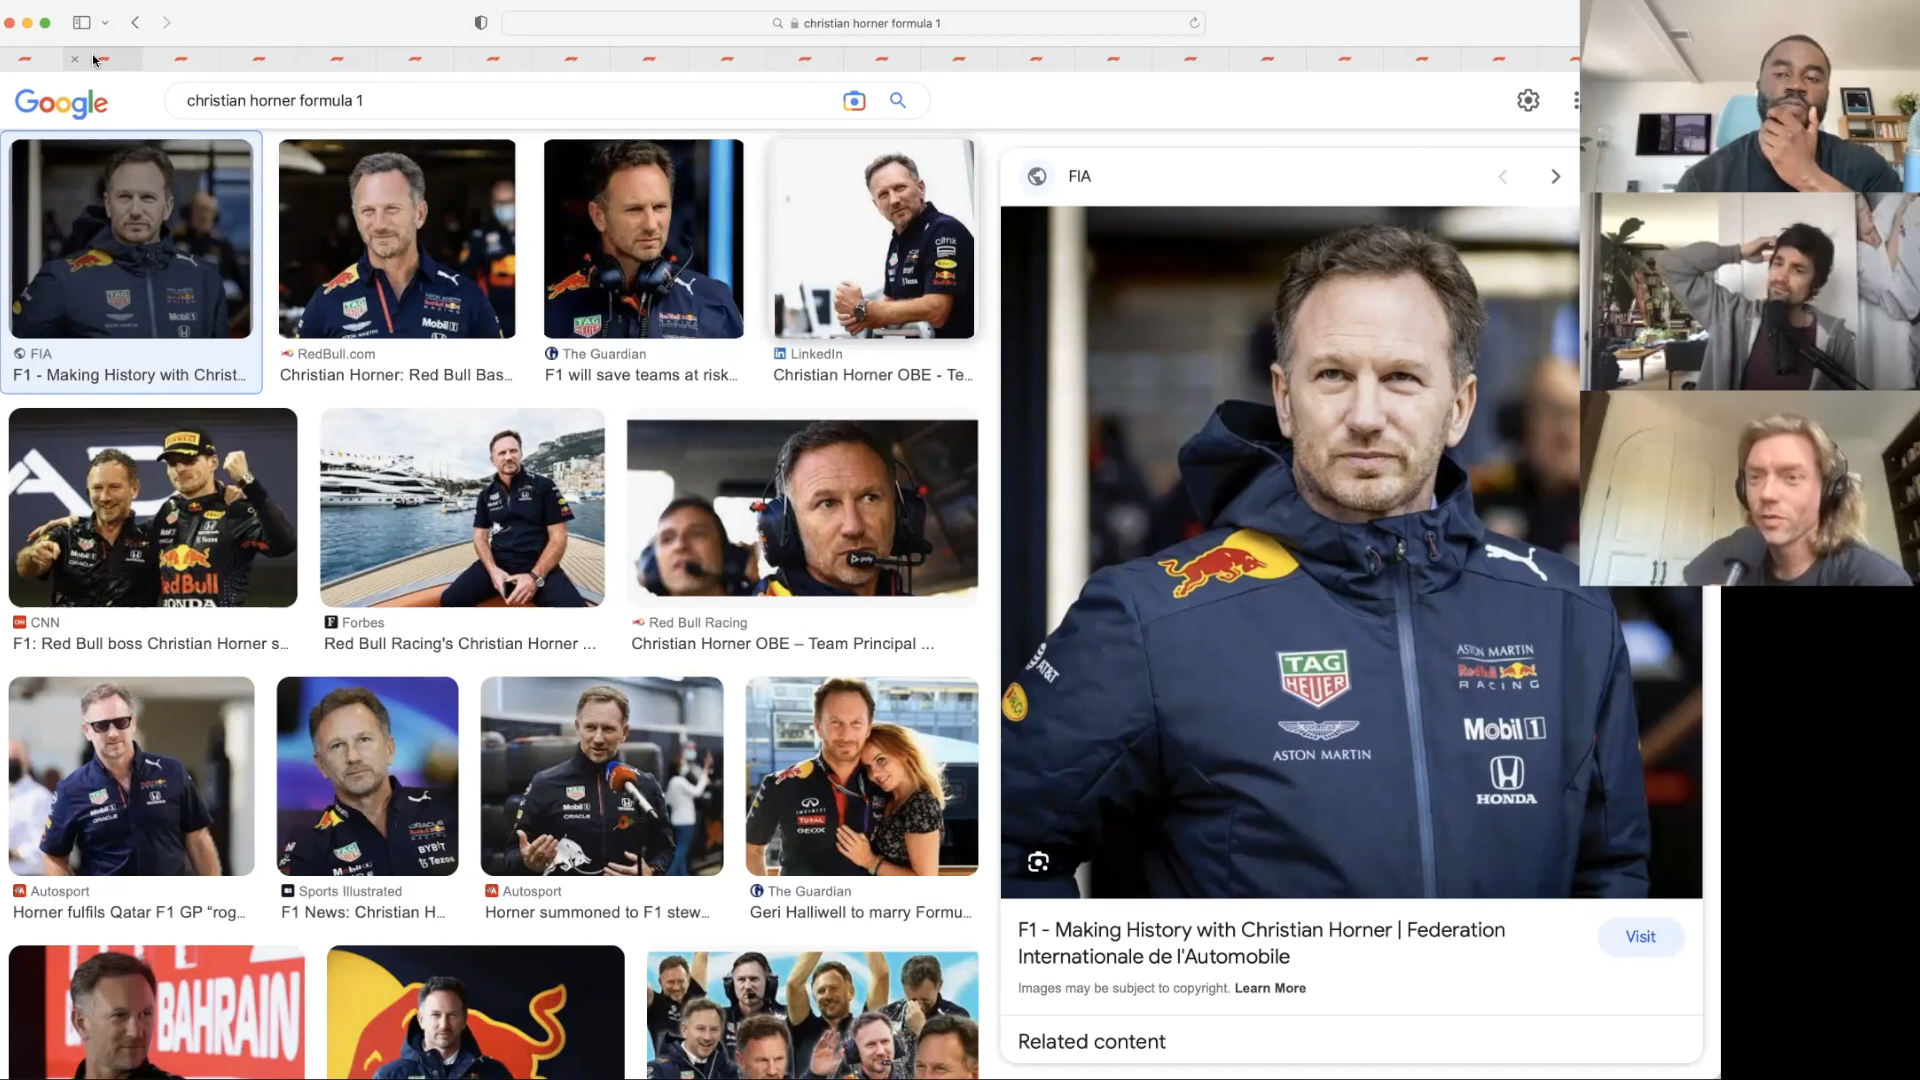 christian horner formula 1
Google
christian horner formula 1
FIA
F1 - Making History with Christ...
RedBull.com
Christian Horner: Red Bull Bas...
The Guardian
F1 will save teams at risk...
LinkedIn
Christian Horner OBE - Te...
CNN
F1: Red Bull boss Christian Horner s...
Forbes
Red Bull Racing's Christian Horner ...
Red Bull Racing
Christian Horner OBE – Team Principal ...
Autosport
Horner fulfils Qatar F1 GP “rog...
Sports Illustrated
F1 News: Christian H...
Autosport
Horner summoned to F1 stew...
The Guardian
Geri Halliwell to marry Formu...
BAHRAIN
FIA
AT&T
TAG
HEUER
ASTON MARTIN
ASTON MARTIN
Red Bull
RACING
Mobil 1
HONDA
F1 - Making History with Christian Horner | Federation
Internationale de l'Automobile
Visit
Images may be subject to copyright. Learn More
Related content